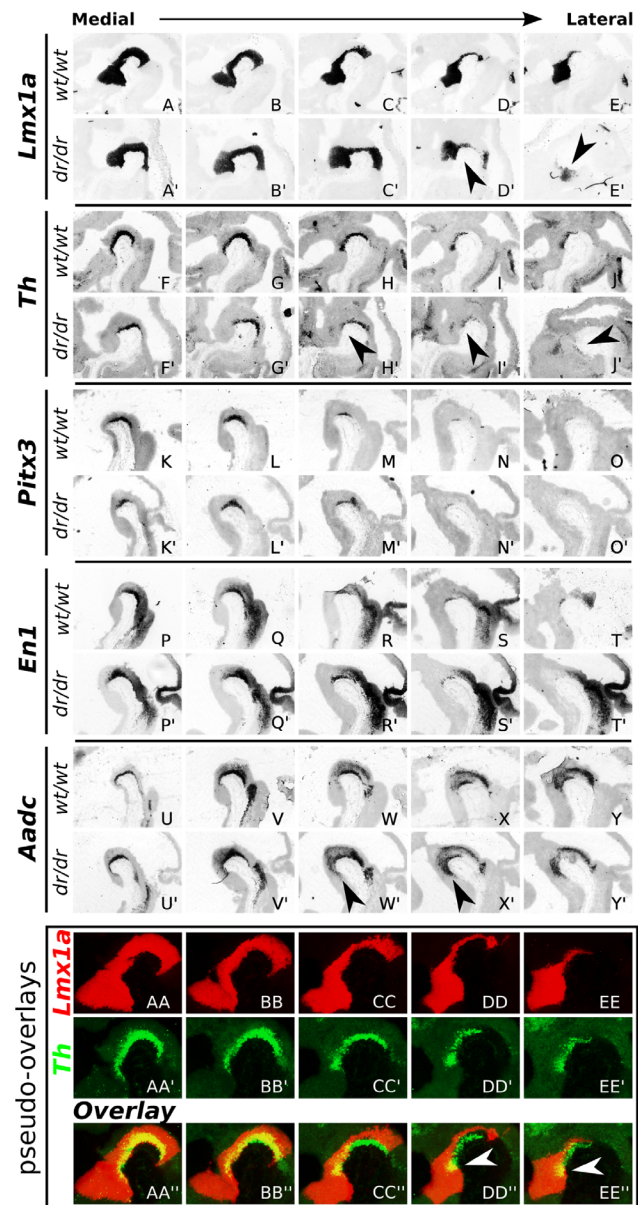 Medial Lateral
Lmx1a
wt/wt
A B C D E
dr/dr
A' B' C' D' E'
Th
wt/wt
F G H I J
dr/dr
F' G' H' I' J'
Pitx3
wt/wt
K L M N O
dr/dr
K' L' M' N' O'
En1
wt/wt
P Q R S T
dr/dr
P' Q' R' S' T'
Aadc
wt/wt
U V W X Y
dr/dr
U' V' W' X' Y'
pseudo-overlays
Lmx1a
AA BB CC DD EE
Th
AA' BB' CC' DD' EE'
Overlay
AA'' BB'' CC'' DD'' EE''